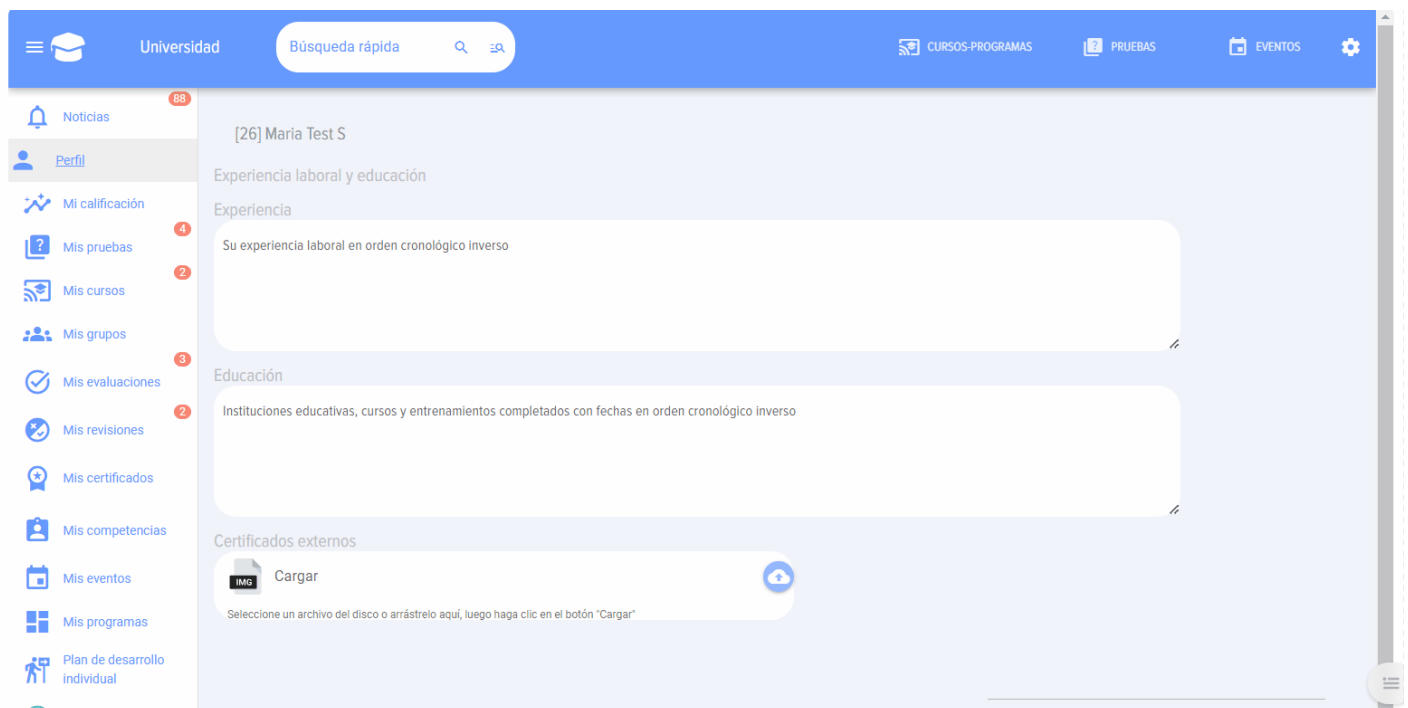 Universidad
Búsqueda rápida
CURSOS-PROGRAMAS
? PRUEBAS
EVENTOS
88
Noticias
Perfil
Mi calificación
4
? Mis pruebas
2
Mis cursos
Mis grupos
3
Mis evaluaciones
2
Mis revisiones
Mis certificados
Mis competencias
Mis eventos
Mis programas
Plan de desarrollo
individual
[26] Maria Test S
Experiencia laboral y educación
Experiencia
Su experiencia laboral en orden cronológico inverso
Educación
Instituciones educativas, cursos y entrenamientos completados con fechas en orden cronológico inverso
Certificados externos
IMG Cargar
Seleccione un archivo del disco o arrástrelo aquí, luego haga clic en el botón "Cargar"